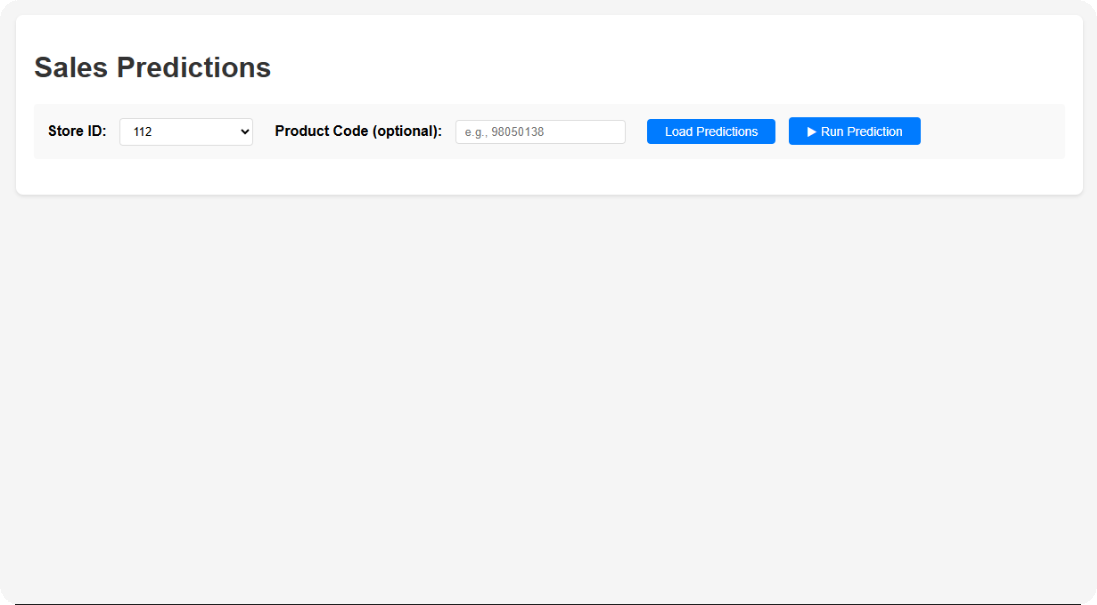 Sales Predictions
Store ID: 112 Product Code (optional): e.g., 98050138 Load Predictions ▶ Run Prediction